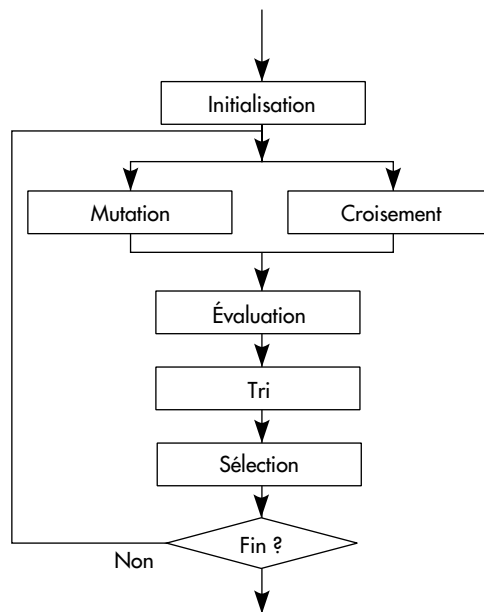 Initialisation
Mutation
Croisement
Évaluation
Tri
Sélection
Fin ?
Non